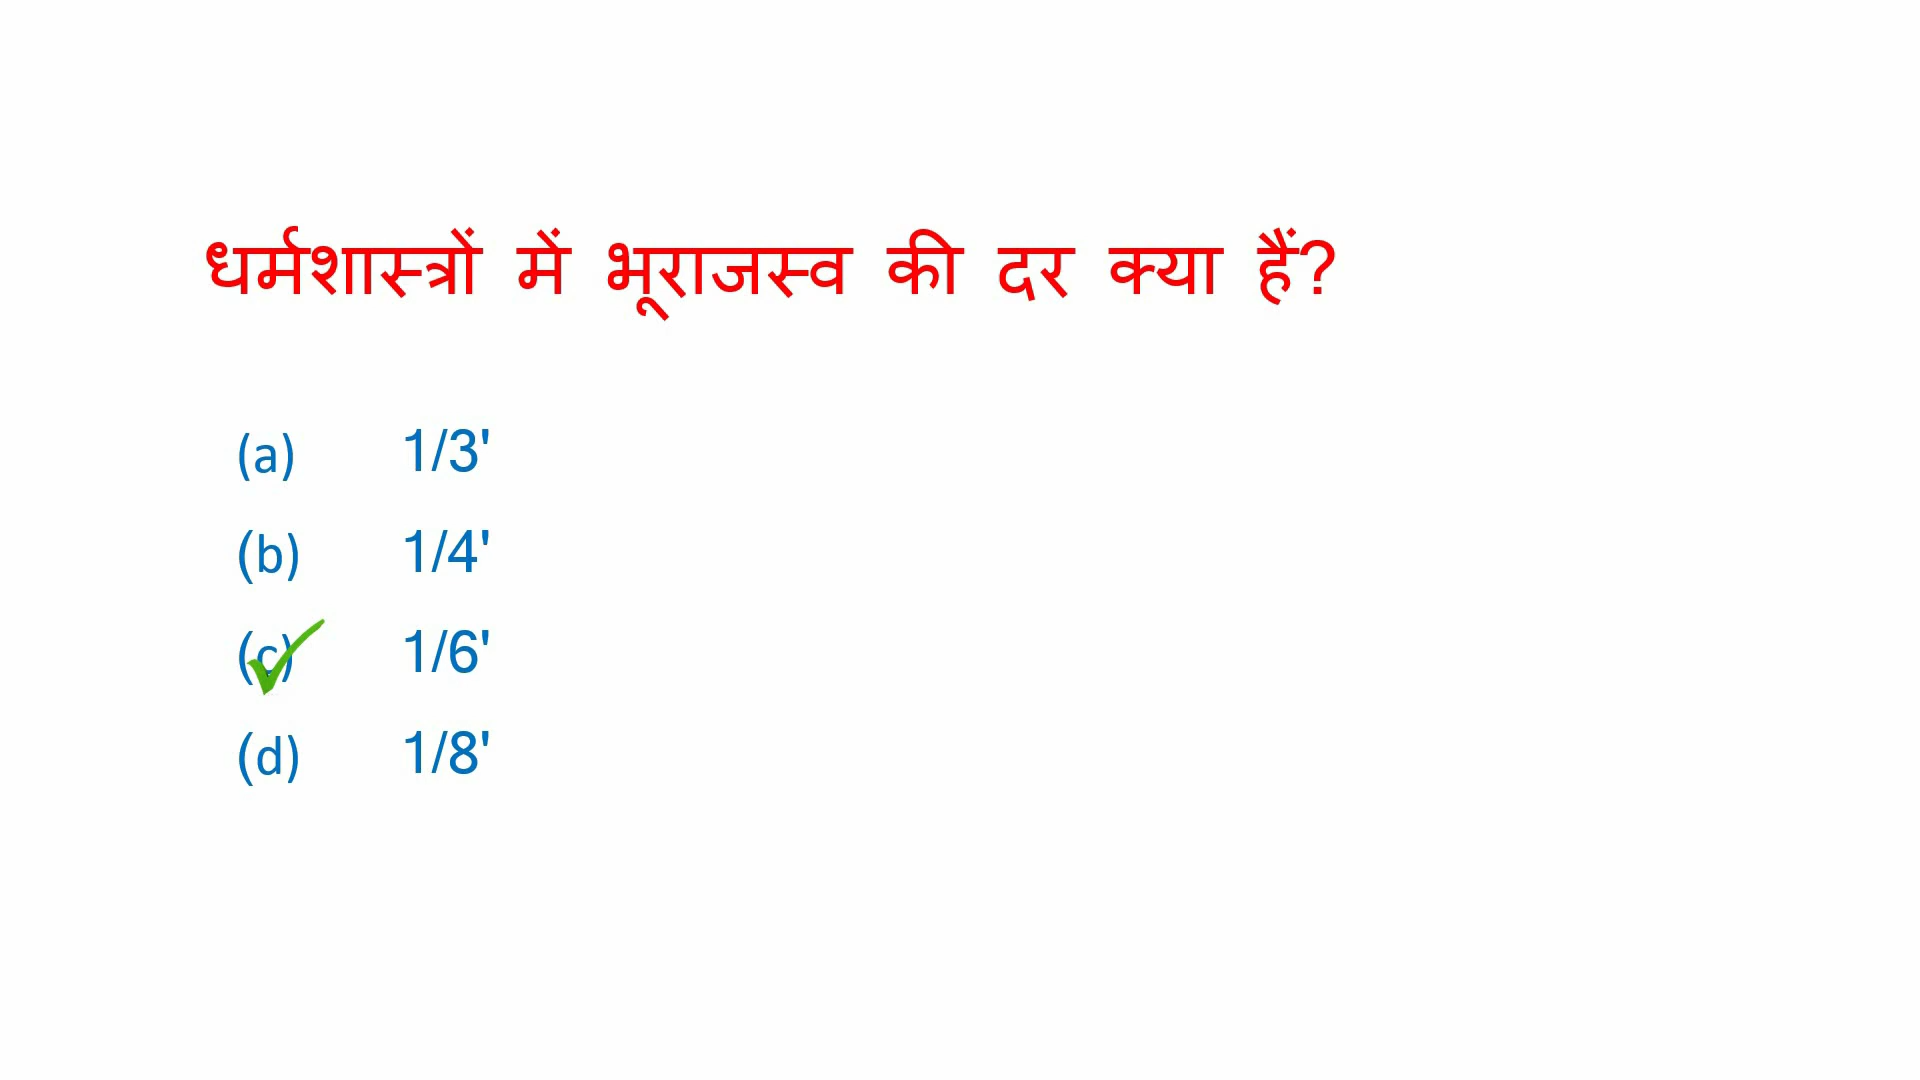 धर्मशास्त्रों में भूराजस्व की दर क्या हैं?
(a) 1/3'
(b) 1/4'
(c) 1/6'
(d) 1/8'